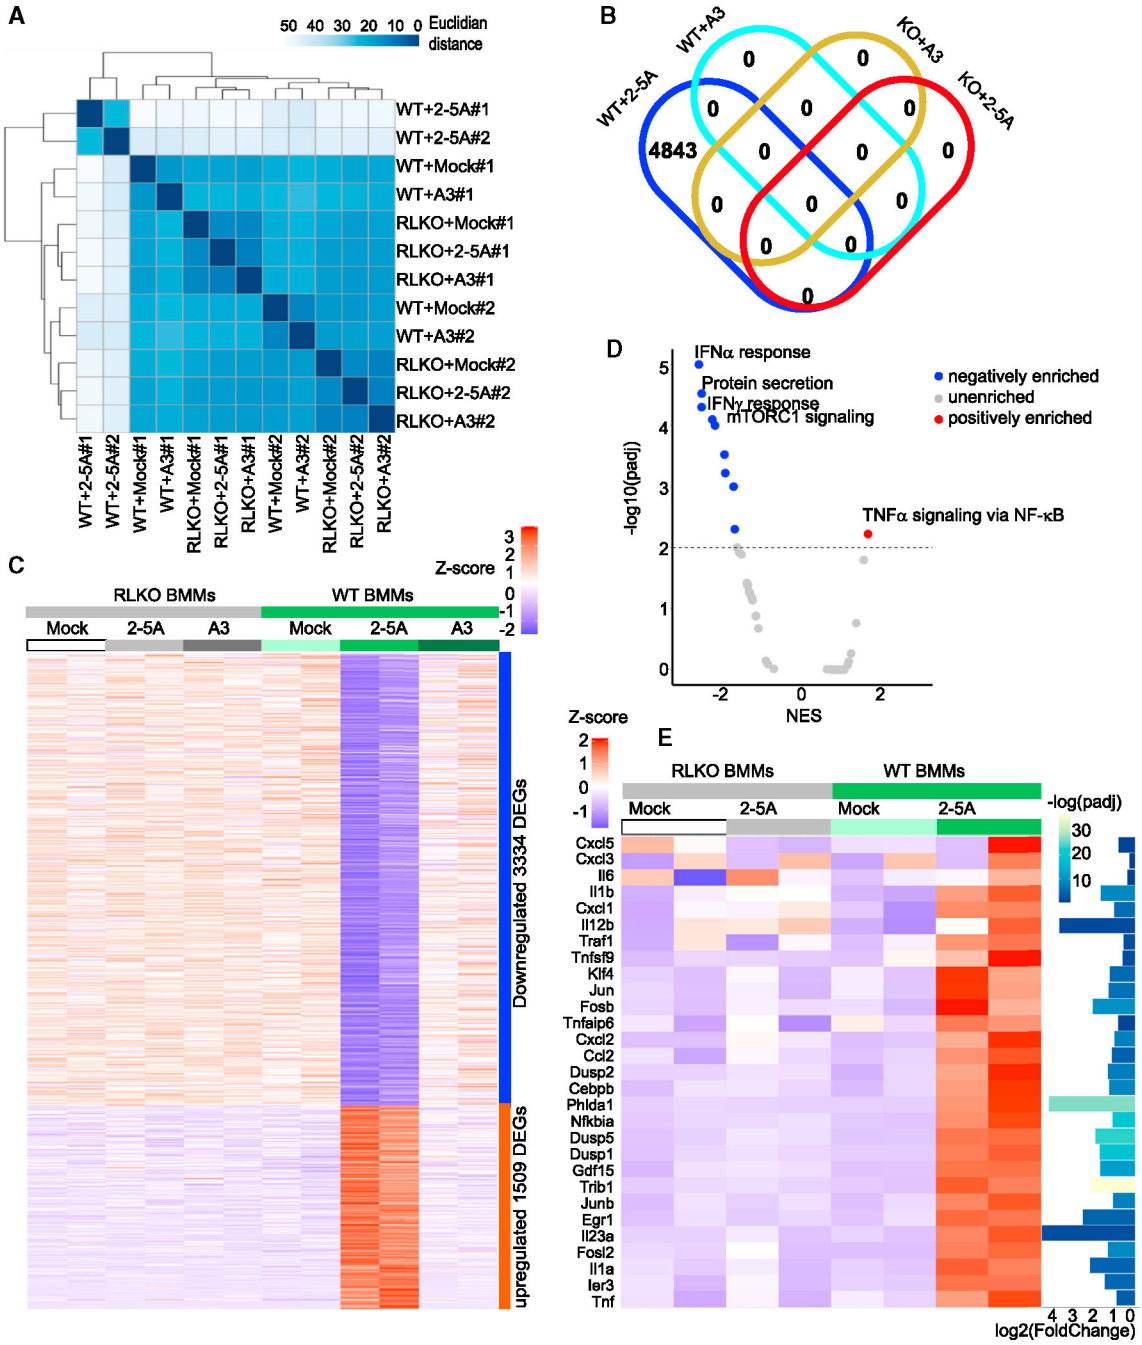 A
50 40 30 20 10 0 Euclidian
distance
WT+2-5A#1
WT+2-5A#2
WT+Mock#1
WT+A3#1
RLKO+Mock#1
RLKO+2-5A#1
RLKO+A3#1
WT+Mock#2
WT+A3#2
RLKO+Mock#2
RLKO+2-5A#2
RLKO+A3#2
WT+2-5A#1
WT+2-5A#2
WT+Mock#1
WT+A3#1
RLKO+Mock#1
RLKO+2-5A#1
RLKO+A3#1
WT+Mock#2
WT+A3#2
RLKO+Mock#2
RLKO+2-5A#2
RLKO+A3#2
B
WT+2-5A
WT+A3
KO+A3
KO+2-5A
0 0
0 0 0
4843 0 0 0
0 0 0
0 0
0
C
Z-score
3
2
1
0
-1
-2
RLKO BMMs WT BMMs
Mock 2-5A A3 Mock 2-5A A3
Downregulated 3334 DEGs
upregulated 1509 DEGs
D
-log10(padj)
5
4
3
2
1
0
-2 0 2
NES
IFNα response
Protein secretion
IFNγ response
mTORC1 signaling
TNFα signaling via NF-κB
negatively enriched
unenriched
positively enriched
E
Z-score
2
1
0
-1
RLKO BMMs WT BMMs
Mock 2-5A Mock 2-5A
-log(padj)
30
20
10
Cxcl5
Cxcl3
Il6
Il1b
Cxcl1
Il12b
Traf1
Tnfsf9
Klf4
Jun
Fosb
Tnfaip6
Cxcl2
Ccl2
Dusp2
Cebpb
Phlda1
Nfkbia
Dusp5
Dusp1
Gdf15
Trib1
Junb
Egr1
Il23a
Fosl2
Il1a
Ier3
Tnf
4 3 2 1 0
log2(FoldChange)